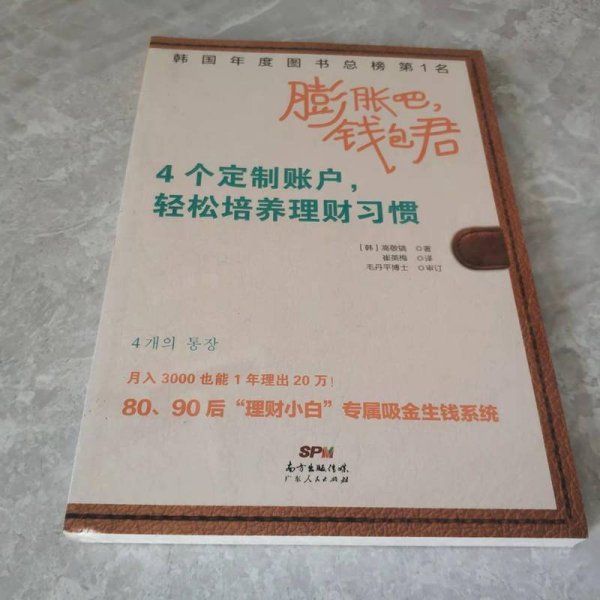 韩国年度图书总榜第1名
膨胀吧，
钱包君
4个定制账户，
轻松培养理财习惯
［韩］高敬镐 ◎著
崔英梅 ◎译
毛丹平博士 ◎审订
4개의 통장
月入3000也能1年理出20万！
80、90后“理财小白”专属吸金生钱系统
SPM
南方出版传媒
广东人民出版社